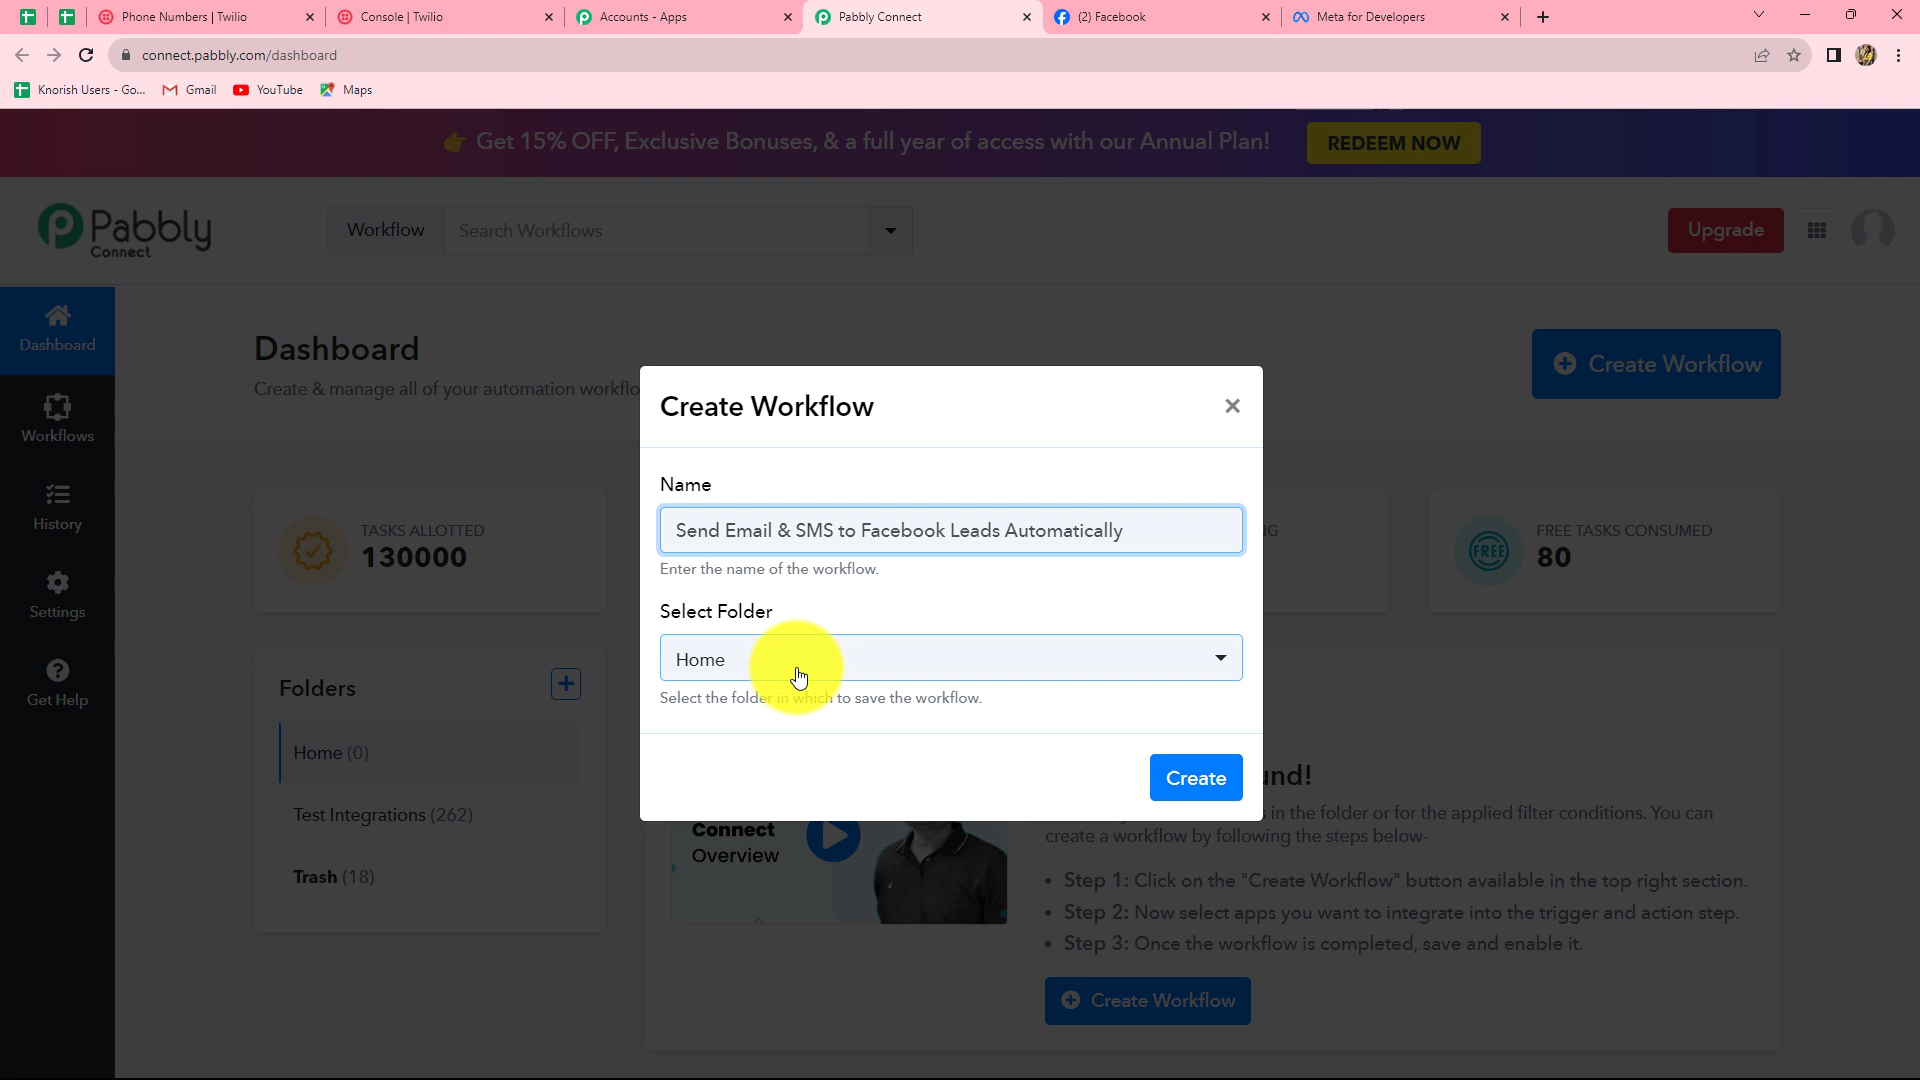 Phone Numbers | Twilio
Console | Twilio
Accounts - Apps
Pabbly Connect
(2) Facebook
Meta for Developers
connect.pabbly.com/dashboard
Knorish Users - Go...
Gmail
YouTube
Maps
Get 15% OFF, Exclusive Bonuses, & a full year of access with our Annual Plan!
REDEEM NOW
Pabbly
Connect
Workflow
Search Workflows
Upgrade
Dashboard
Workflows
History
Settings
Get Help
Dashboard
Create & manage all of your automation workflo
Create Workflow
TASKS ALLOTTED
130000
FREE
FREE TASKS CONSUMED
80
Folders
Home (0)
Test Integrations (262)
Trash (18)
Create Workflow
Name
Send Email & SMS to Facebook Leads Automatically
Enter the name of the workflow.
Select Folder
Home
Select the folder in which to save the workflow.
Create
Connect
Overview
in the folder or for the applied filter conditions. You can
create a workflow by following the steps below-
Step 1: Click on the "Create Workflow" button available in the top right section.
Step 2: Now select apps you want to integrate into the trigger and action step.
Step 3: Once the workflow is completed, save and enable it.
Create Workflow